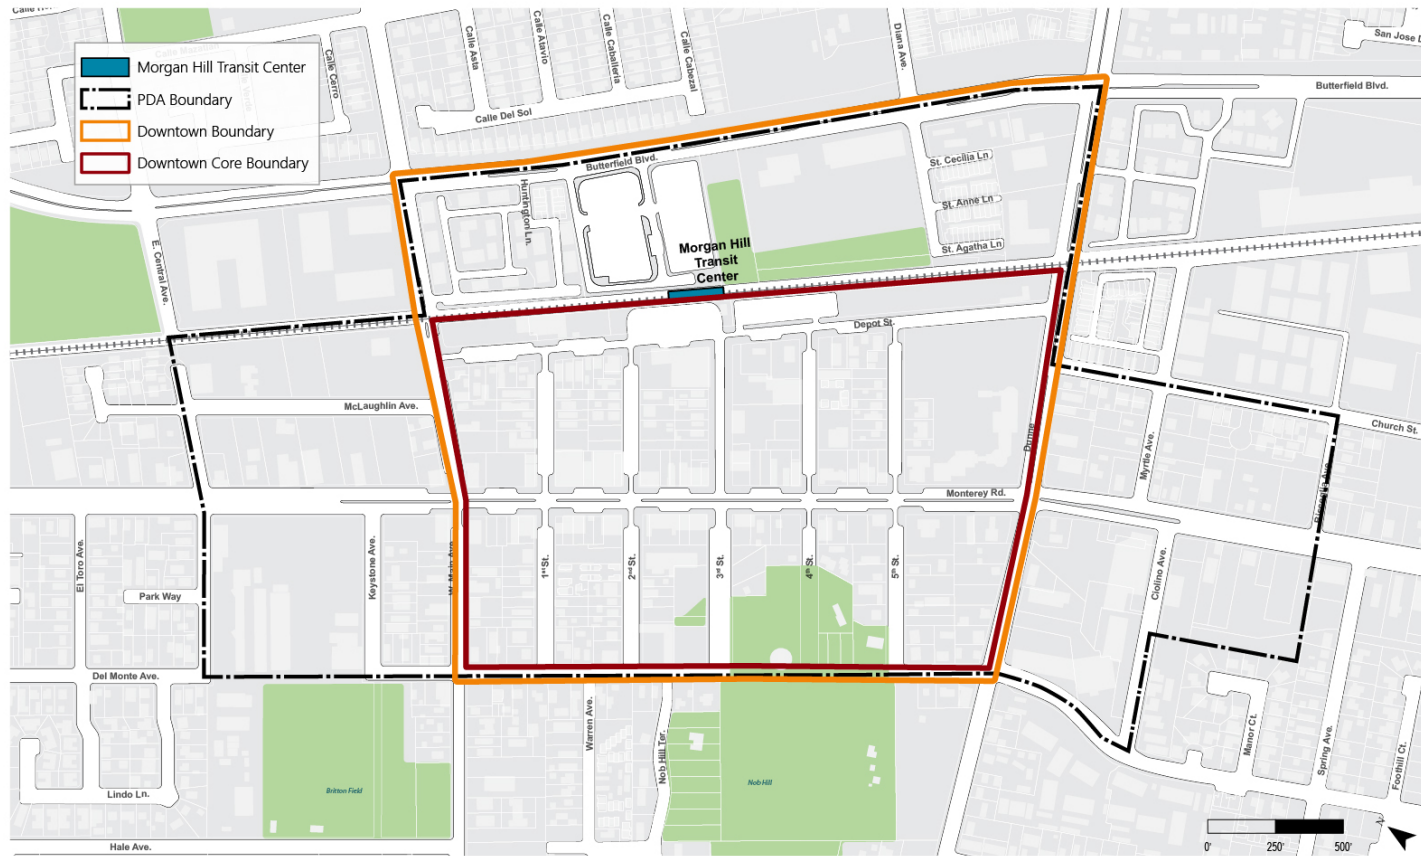 San Jose D
Calle Cerro
Calle Asta
Calle Atavio
Calle Caballeria
Calle Cabezal
Diana Ave.
Morgan Hill Transit Center
PDA Boundary
Downtown Boundary
Downtown Core Boundary
Butterfield Blvd.
Calle Del Sol
Butterfield Blvd.
St. Cecilia Ln
St. Anne Ln
St. Agatha Ln
Huntington Ln.
E. Central Ave.
Morgan Hill
Transit
Center
Depot St.
McLaughlin Ave.
Church St.
Dunne
Myrtle Ave.
Monterey Rd.
El Toro Ave.
Park Way
Keystone Ave.
W. Main Ave.
1st St.
2nd St.
3rd St.
4th St.
5th St.
Ciolino Ave.
Del Monte Ave.
Warren Ave.
Nob Hill Ter.
Nob Hill
Britton Field
Lindo Ln.
Hale Ave.
Manor Ct.
Spring Ave.
Foothill Ct.
N
0'
250'
500'